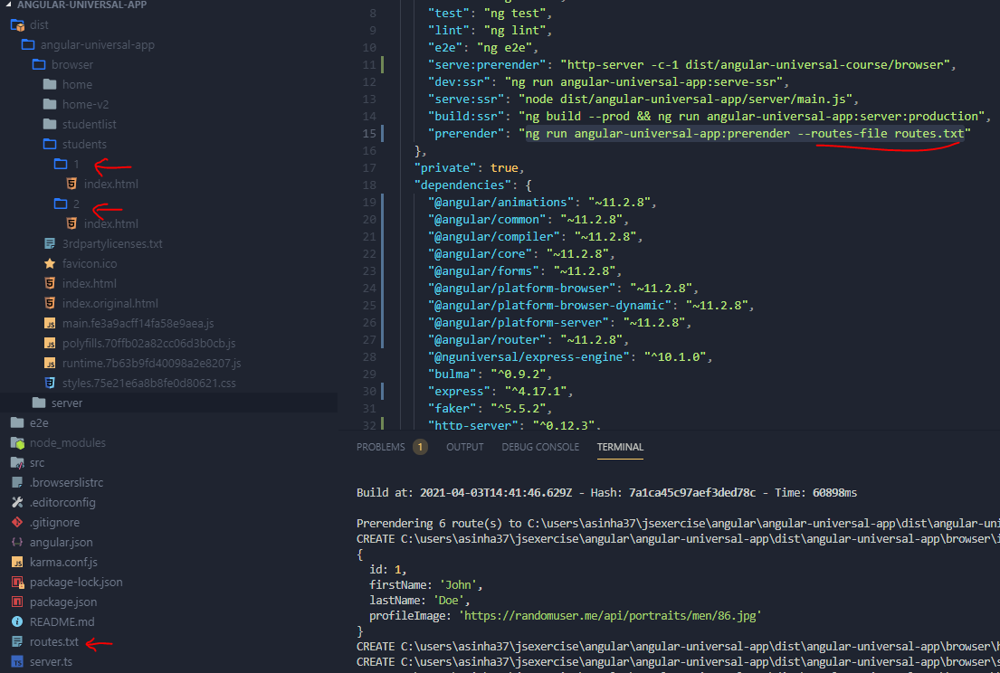 ANGULAR-UNIVERSAL-APP
dist
angular-universal-app
browser
home
home-v2
studentlist
students
1
index.html
2
index.html
3rdpartylicenses.txt
favicon.ico
index.html
index.original.html
main.fe3a9acff14fa58e9aea.js
polyfills.70ffb02a82cc06d3b0cb.js
runtime.7b63b9fd40098a2e8207.js
styles.75e21e6a8b8fe0d80621.css
server
e2e
node_modules
src
.browserslistrc
.editorconfig
.gitignore
angular.json
karma.conf.js
package-lock.json
package.json
README.md
routes.txt
server.ts
8 "test": "ng test",
9 "lint": "ng lint",
10 "e2e": "ng e2e",
11 "serve:prerender": "http-server -c-1 dist/angular-universal-course/browser",
12 "dev:ssr": "ng run angular-universal-app:serve-ssr",
13 "serve:ssr": "node dist/angular-universal-app/server/main.js",
14 "build:ssr": "ng build --prod && ng run angular-universal-app:server:production",
15 "prerender": "ng run angular-universal-app:prerender --routes-file routes.txt"
16 },
17 "private": true,
18 "dependencies": {
19 "@angular/animations": "~11.2.8",
20 "@angular/common": "~11.2.8",
21 "@angular/compiler": "~11.2.8",
22 "@angular/core": "~11.2.8",
23 "@angular/forms": "~11.2.8",
24 "@angular/platform-browser": "~11.2.8",
25 "@angular/platform-browser-dynamic": "~11.2.8",
26 "@angular/platform-server": "~11.2.8",
27 "@angular/router": "~11.2.8",
28 "@nguniversal/express-engine": "^10.1.0",
29 "bulma": "^0.9.2",
30 "express": "^4.17.1",
31 "faker": "^5.5.2",
32 "http-server": "^0.12.3",
PROBLEMS 1 OUTPUT DEBUG CONSOLE TERMINAL
Build at: 2021-04-03T14:41:46.629Z - Hash: 7a1ca45c97aef3ded78c - Time: 60898ms
Prerendering 6 route(s) to C:\users\asinha37\jsexercise\angular\angular-universal-app\dist\angular-uni
CREATE C:\users\asinha37\jsexercise\angular\angular-universal-app\dist\angular-universal-app\browser\i
{
id: 1,
firstName: 'John',
lastName: 'Doe',
profileImage: 'https://randomuser.me/api/portraits/men/86.jpg'
}
CREATE C:\users\asinha37\jsexercise\angular\angular-universal-app\dist\angular-universal-app\browser\h
CREATE C:\users\asinha37\jsexercise\angular\angular-universal-app\dist\angular-universal-app\browser\s